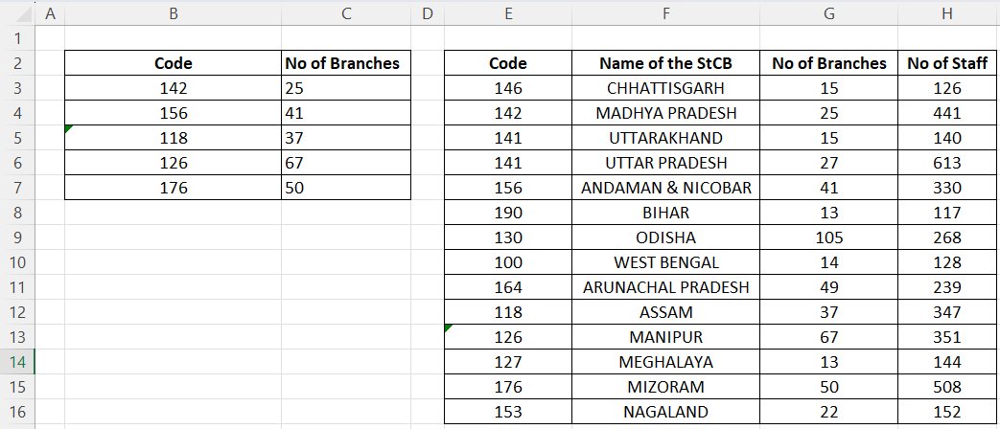 A B C D E F G H
1
2 Code No of Branches Code Name of the StCB No of Branches No of Staff
3 142 25 146 CHHATTISGARH 15 126
4 156 41 142 MADHYA PRADESH 25 441
5 118 37 141 UTTARAKHAND 15 140
6 126 67 141 UTTAR PRADESH 27 613
7 176 50 156 ANDAMAN & NICOBAR 41 330
8 190 BIHAR 13 117
9 130 ODISHA 105 268
10 100 WEST BENGAL 14 128
11 164 ARUNACHAL PRADESH 49 239
12 118 ASSAM 37 347
13 126 MANIPUR 67 351
14 127 MEGHALAYA 13 144
15 176 MIZORAM 50 508
16 153 NAGALAND 22 152